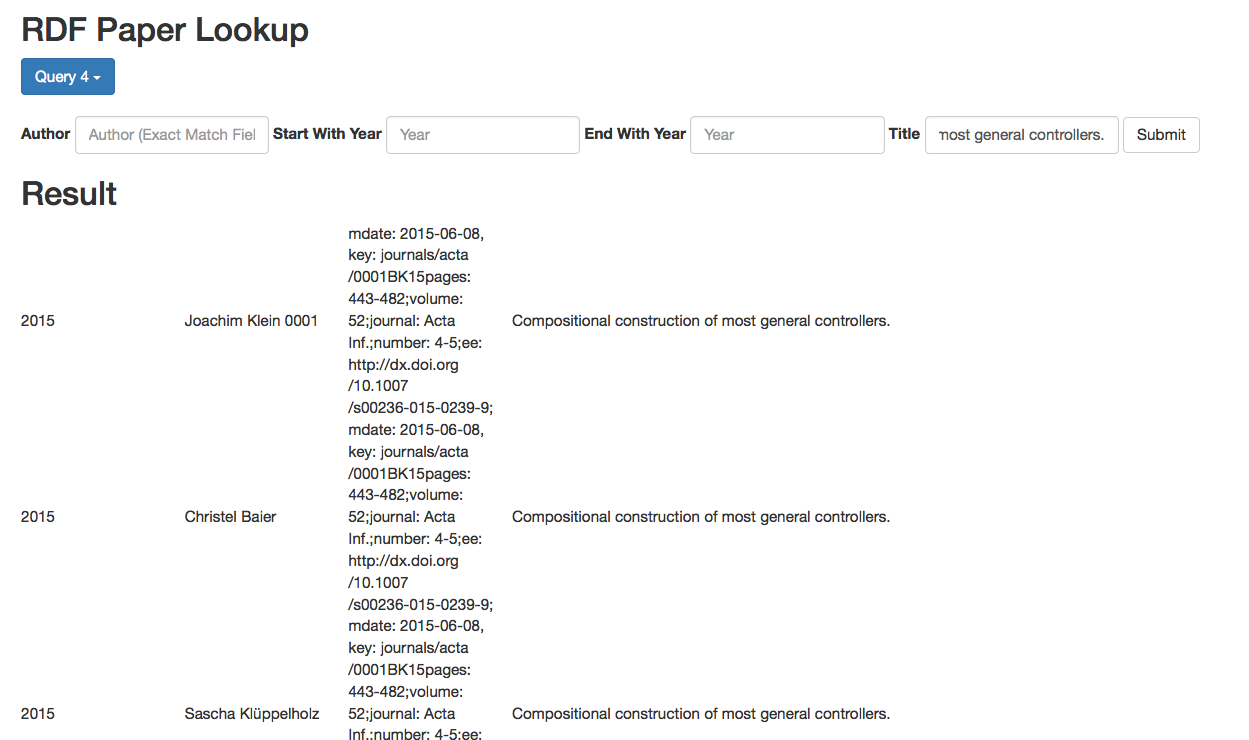 RDF Paper Lookup
Query 4
Author Author (Exact Match Fiel Start With Year Year End With Year Year Title most general controllers. Submit
Result
mdate: 2015-06-08,
key: journals/acta
/0001BK15pages:
443-482;volume:
2015 Joachim Klein 0001 52;journal: Acta Compositional construction of most general controllers.
Inf.;number: 4-5;ee:
http://dx.doi.org
/10.1007
/s00236-015-0239-9;
mdate: 2015-06-08,
key: journals/acta
/0001BK15pages:
443-482;volume:
2015 Christel Baier 52;journal: Acta Compositional construction of most general controllers.
Inf.;number: 4-5;ee:
http://dx.doi.org
/10.1007
/s00236-015-0239-9;
mdate: 2015-06-08,
key: journals/acta
/0001BK15pages:
443-482;volume:
2015 Sascha Klüppelholz 52;journal: Acta Compositional construction of most general controllers.
Inf.;number: 4-5;ee: